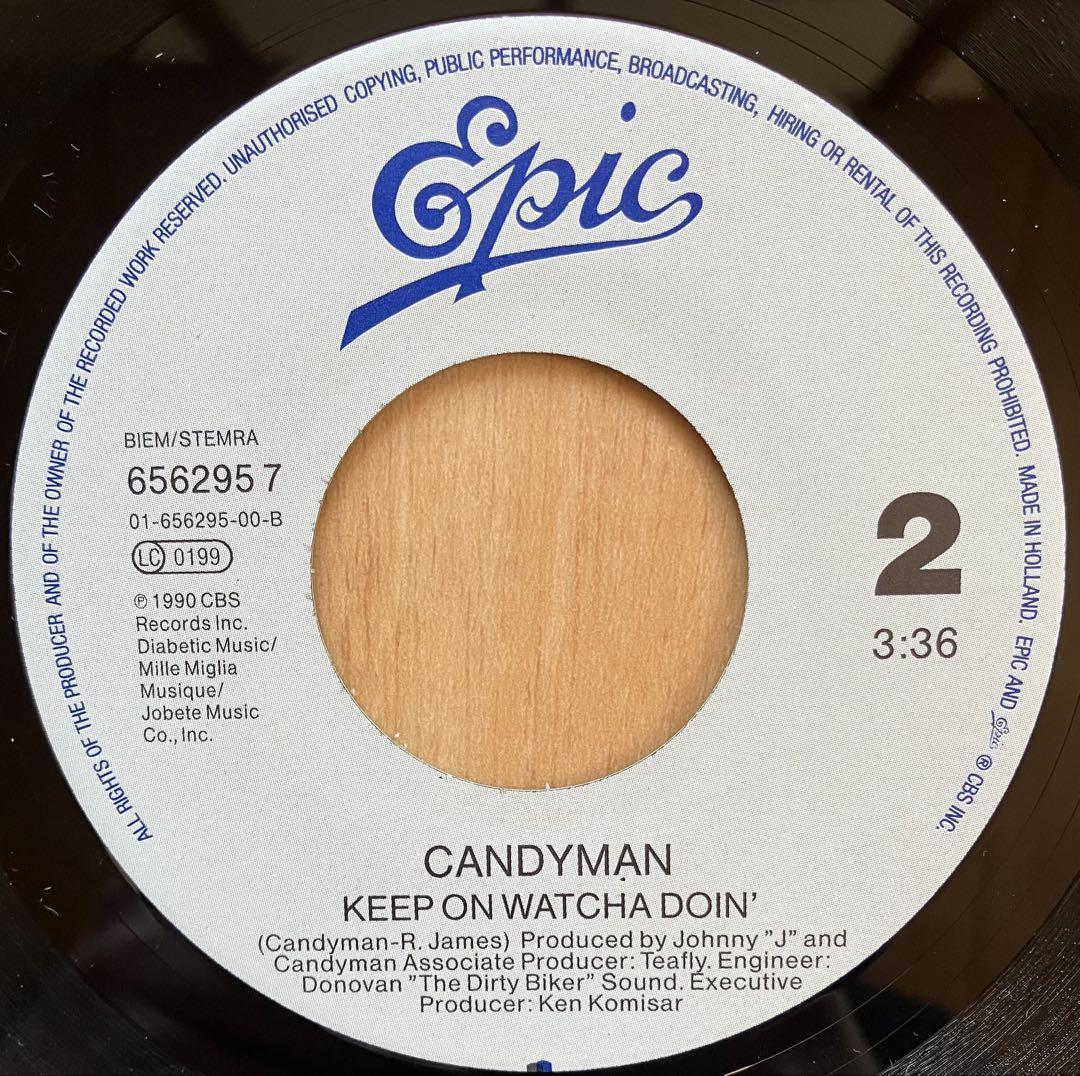 ALL RIGHTS OF THE PRODUCER AND OF THE OWNER OF THE RECORDED WORK RESERVED. UNAUTHORISED COPYING, PUBLIC PERFORMANCE, BROADCASTING, HIRING OR RENTAL OF THIS RECORDING PROHIBITED. MADE IN HOLLAND. EPIC AND Epic ® CBS INC.
Epic
BIEM/STEMRA
656295 7
01-656295-00-B
LC 0199
℗ 1990 CBS
Records Inc.
Diabetic Music/
Mille Miglia
Musique/
Jobete Music
Co., Inc.
2
3:36
CANDYMAN
KEEP ON WATCHA DOIN'
(Candyman-R. James) Produced by Johnny "J" and
Candyman Associate Producer: Teafly. Engineer:
Donovan "The Dirty Biker" Sound. Executive
Producer: Ken Komisar